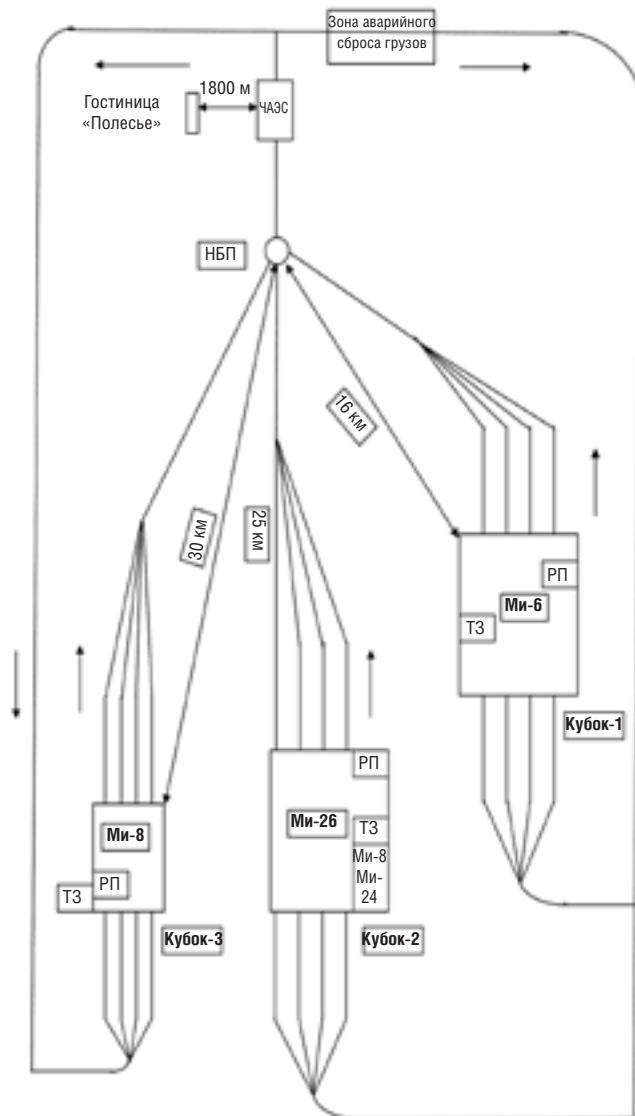 Зона аварийного
сброса грузов
1800 м
Гостиница
«Полесье»
ЧАЭС
НБП
16 км
30 км
25 км
РП
Ми-6
ТЗ
Кубок-1
РП
Ми-26
ТЗ
Ми-8
Ми-
24
Кубок-2
Ми-8
РП
ТЗ
Кубок-3